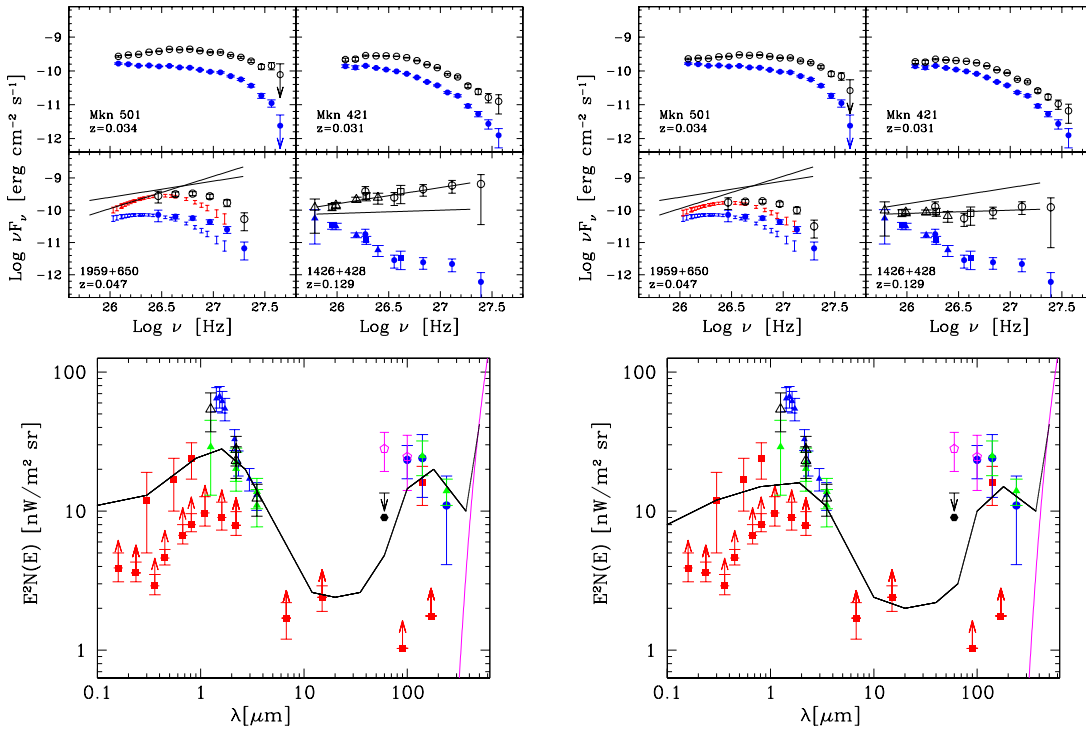 -9
-10
-11
-12
Mkn 501
z=0.034
Mkn 421
z=0.031
-9
-10
-11
-12
1959+650
z=0.047
1426+428
z=0.129
26 26.5 27 27.5 26 26.5 27 27.5
Log ν [Hz] Log ν [Hz]
Log νFν [erg cm⁻² s⁻¹]
-9
-10
-11
-12
Mkn 501
z=0.034
Mkn 421
z=0.031
-9
-10
-11
-12
1959+650
z=0.047
1426+428
z=0.129
26 26.5 27 27.5 26 26.5 27 27.5
Log ν [Hz] Log ν [Hz]
Log νFν [erg cm⁻² s⁻¹]
100
10
1
E²N(E) [nW/m² sr]
0.1 1 10 100
λ[μm]
100
10
1
E²N(E) [nW/m² sr]
0.1 1 10 100
λ[μm]